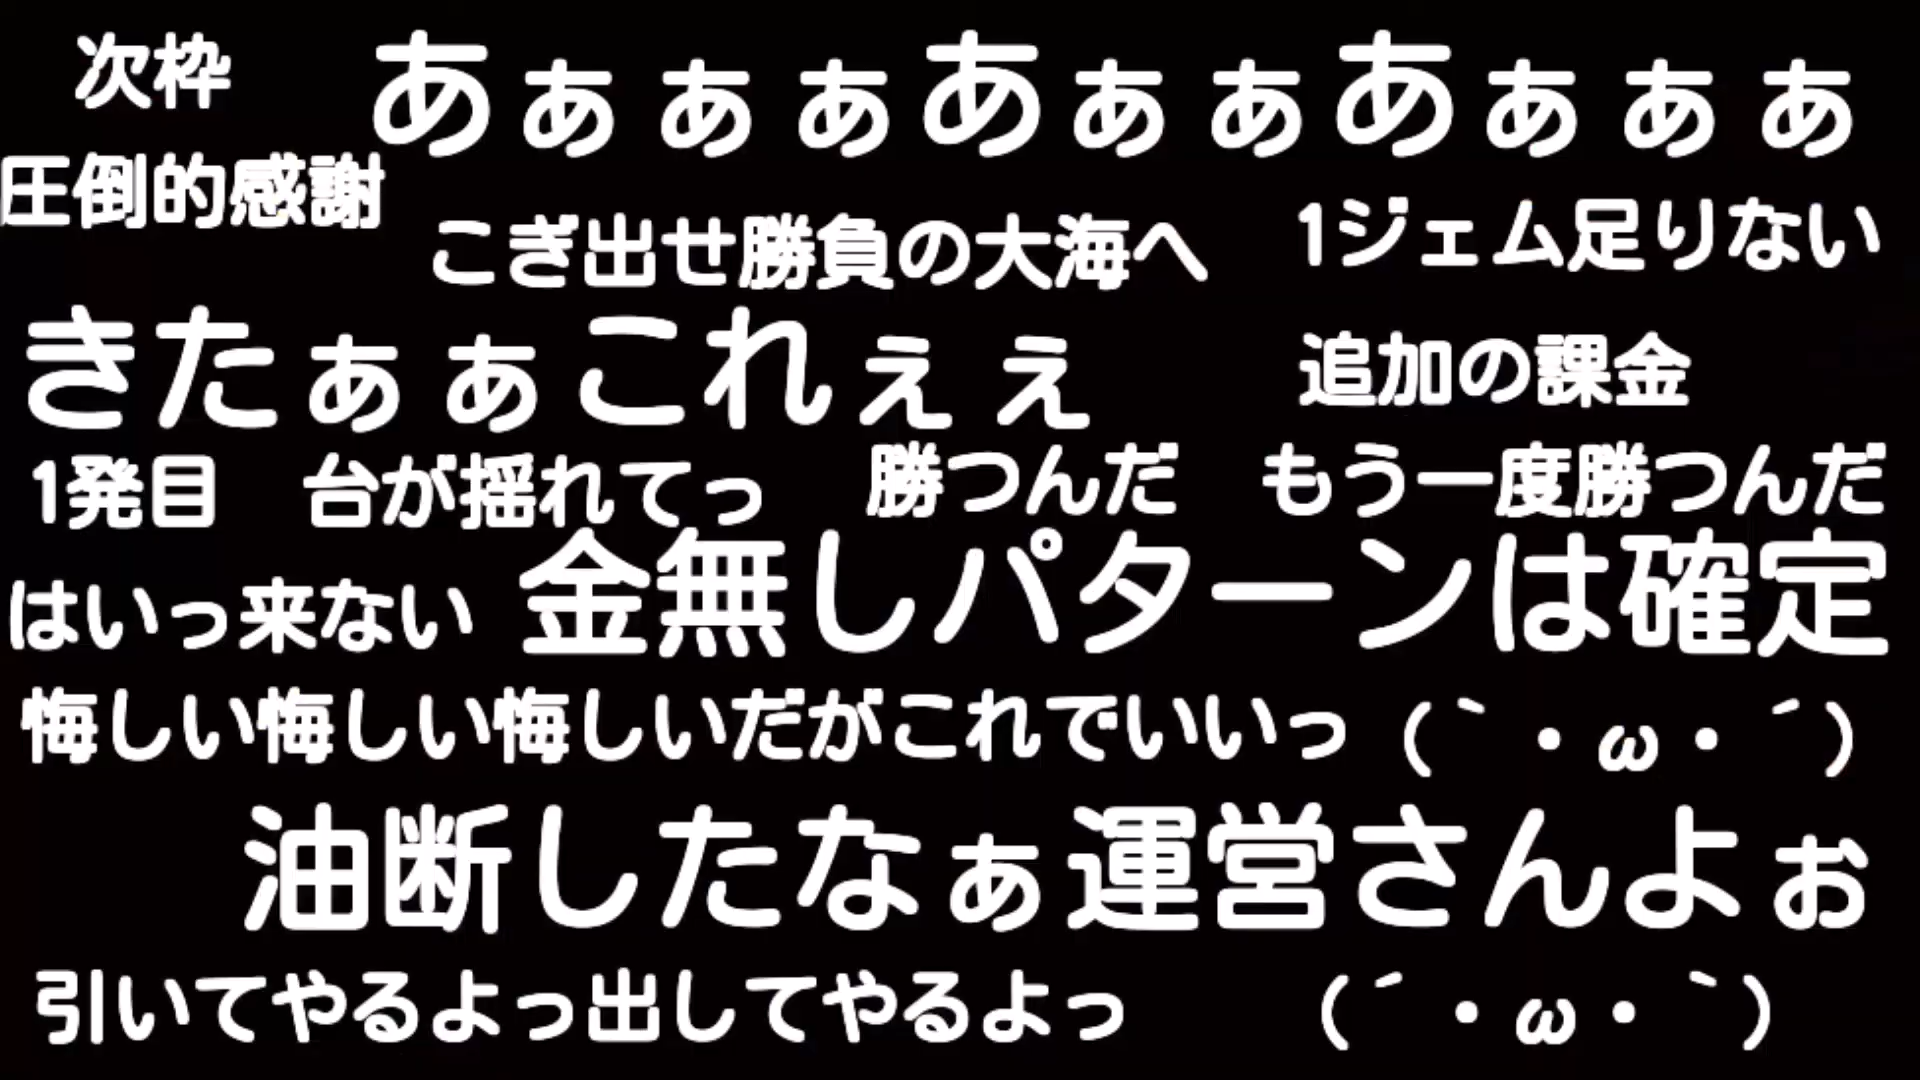 次枠
あぁぁぁあぁぁあぁぁぁ
圧倒的感謝
こぎ出せ勝負の大海へ
1ジェム足りない
きたぁぁこれぇぇ
追加の課金
1発目　台が揺れてっ
勝つんだ　もう一度勝つんだ
はいっ来ない
金無しパターンは確定
悔しい悔しい悔しいだがこれでいいっ
（｀・ω・´）
油断したなぁ運営さんよぉ
引いてやるよっ出してやるよっ
（´・ω・｀）